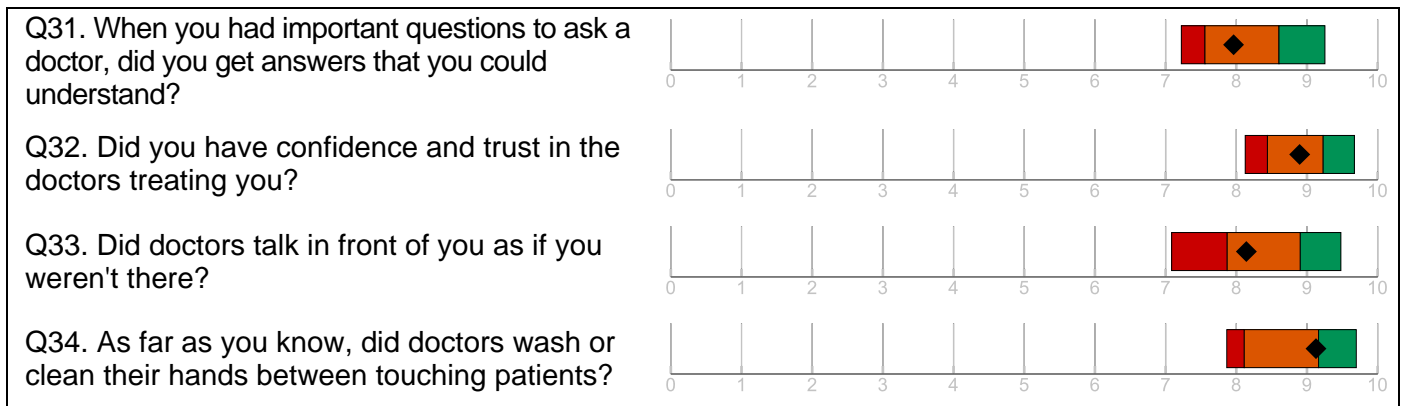 Q31. When you had important questions to ask a
doctor, did you get answers that you could
understand?
0 1 2 3 4 5 6 7 8 9 10
Q32. Did you have confidence and trust in the
doctors treating you?
0 1 2 3 4 5 6 7 8 9 10
Q33. Did doctors talk in front of you as if you
weren't there?
0 1 2 3 4 5 6 7 8 9 10
Q34. As far as you know, did doctors wash or
clean their hands between touching patients?
0 1 2 3 4 5 6 7 8 9 10